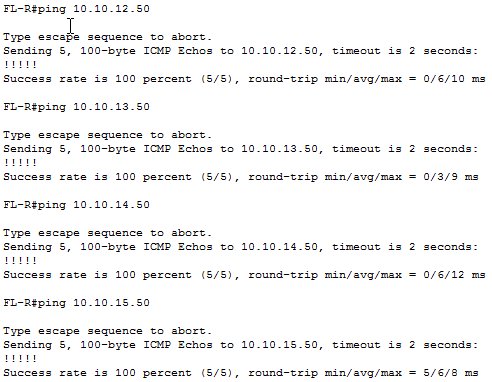 FL-R#ping 10.10.12.50
Type escape sequence to abort.
Sending 5, 100-byte ICMP Echos to 10.10.12.50, timeout is 2 seconds:
!!!!!
Success rate is 100 percent (5/5), round-trip min/avg/max = 0/6/10 ms
FL-R#ping 10.10.13.50
Type escape sequence to abort.
Sending 5, 100-byte ICMP Echos to 10.10.13.50, timeout is 2 seconds:
!!!!!
Success rate is 100 percent (5/5), round-trip min/avg/max = 0/3/9 ms
FL-R#ping 10.10.14.50
Type escape sequence to abort.
Sending 5, 100-byte ICMP Echos to 10.10.14.50, timeout is 2 seconds:
!!!!!
Success rate is 100 percent (5/5), round-trip min/avg/max = 0/6/12 ms
FL-R#ping 10.10.15.50
Type escape sequence to abort.
Sending 5, 100-byte ICMP Echos to 10.10.15.50, timeout is 2 seconds:
!!!!!
Success rate is 100 percent (5/5), round-trip min/avg/max = 5/6/8 ms